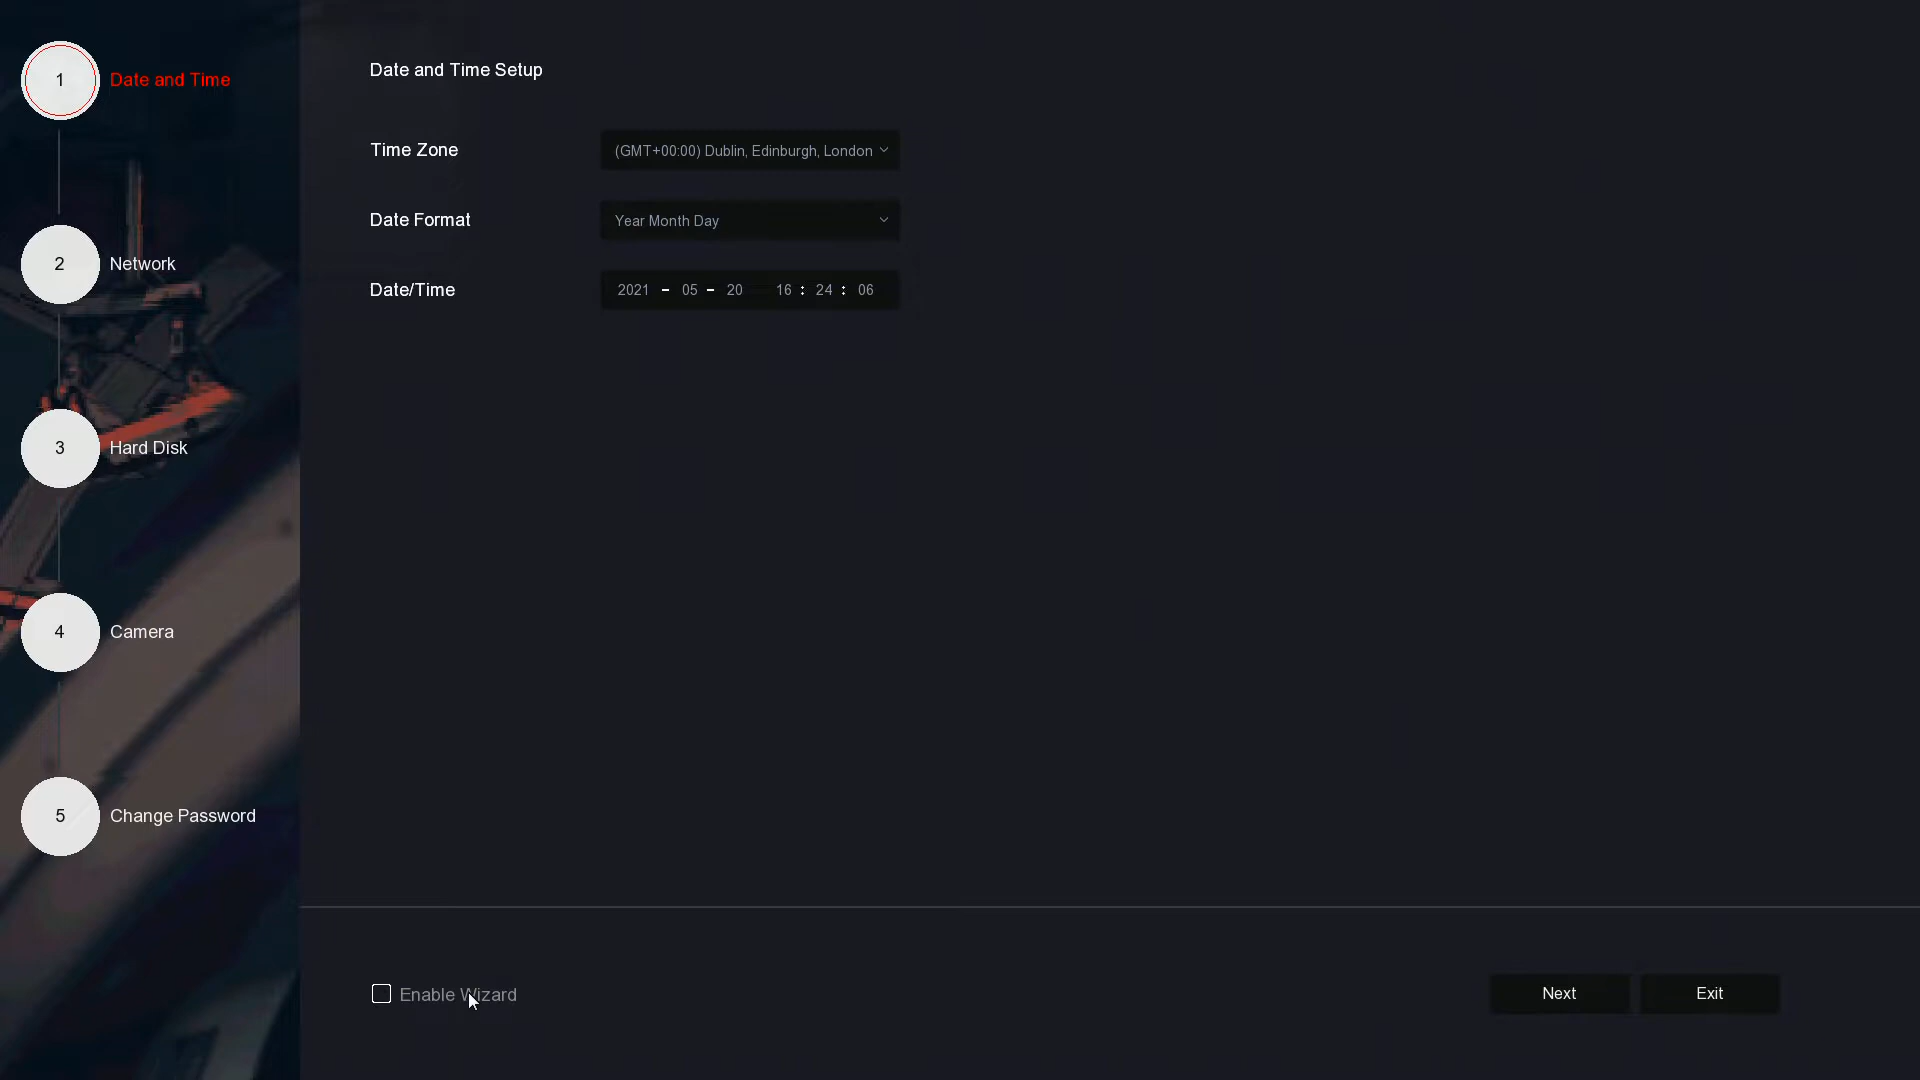 1 Date and Time
2 Network
3 Hard Disk
4 Camera
5 Change Password
Date and Time Setup
Time Zone (GMT+00:00) Dublin, Edinburgh, London
Date Format Year Month Day
Date/Time 2021 - 05 - 20 16 : 24 : 06
Enable Wizard
Next Exit